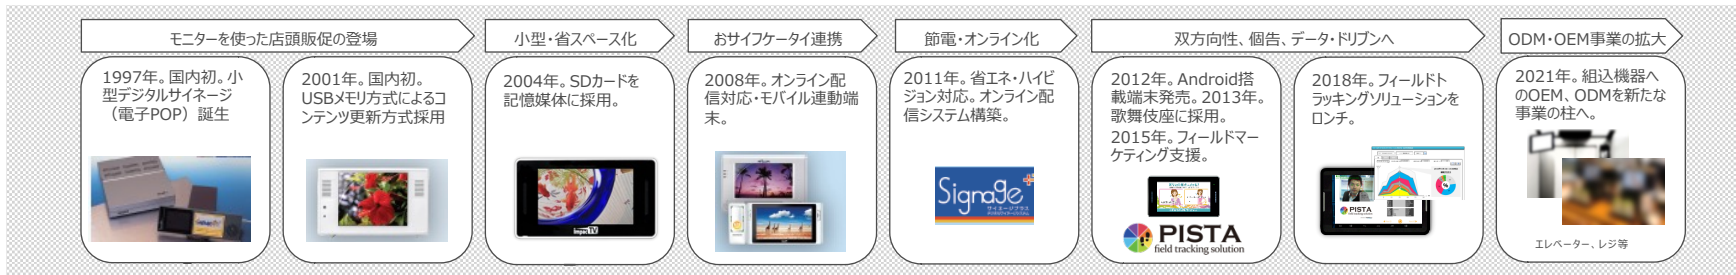 モニターを使った店頭販促の登場
小型・省スペース化
おサイフケータイ連携
節電・オンライン化
双方向性、個告、データ・ドリブンへ
ODM・OEM事業の拡大
1997年。国内初。小
型デジタルサイネージ
（電子POP）誕生
2001年。国内初。
USBメモリ方式によるコ
ンテンツ更新方式採用
2004年。SDカードを
記憶媒体に採用。
impacTV
2008年。オンライン配
信対応・モバイル連動端
末。
2011年。省エネ・ハイビ
ジョン対応。オンライン配
信システム構築。
Signage+
サイネージプラス
2012年。Android搭
載端末発売。2013年。
歌舞伎座に採用。
2015年。フィールドマー
ケティング支援。
PISTA
field tracking solution
2018年。フィールドト
ラッキングソリューションを
ローンチ。
PISTA
2021年。組込機器へ
のOEM、ODMを新たな
事業の柱へ。
エレベーター、レジ等